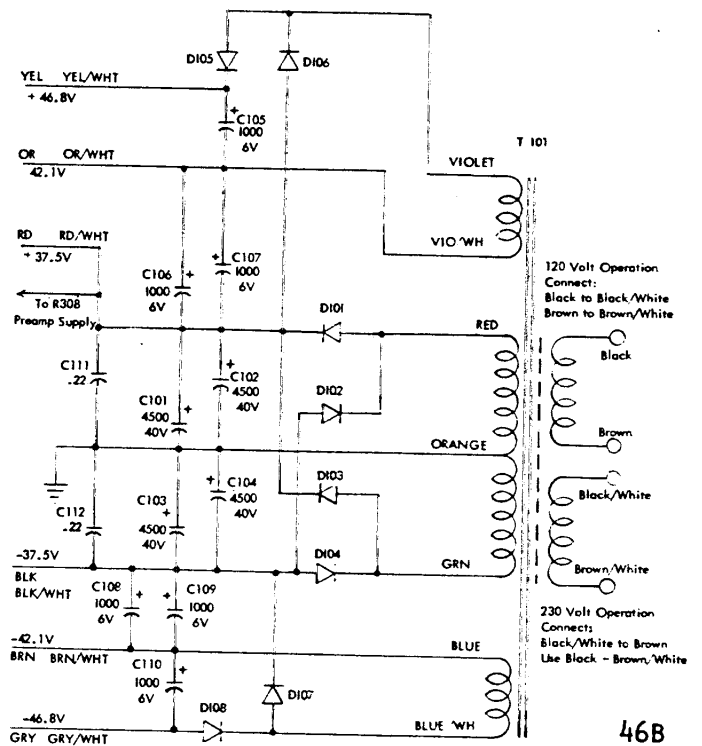 D105
D106
YEL YEL/WHT
+ 46.8V
+
C105
1000
6V
T 101
OR OR/WHT
42.1V
VIOLET
VIO/WH
RD RD/WHT
+ 37.5V
C106
1000
6V
+
+
C107
1000
6V
120 Volt Operation
Connect:
Black to Black/White
Brown to Brown/White
To R308
Preamp Supply
D101
RED
Black
C111
.22
C101
4500
40V
+
+
C102
4500
40V
D102
ORANGE
Brown
C112
.22
C103
+
4500
40V
+
C104
4500
40V
D103
Black/White
-37.5V
BLK
BLK/WHT
D104
GRN
Brown/White
C108
1000
6V
+
+
C109
1000
6V
230 Volt Operation
Connect:
Black/White to Brown
Use Black - Brown/White
-42.1V
BRN BRN/WHT
C110
1000
6V
+
BLUE
D107
-46.8V
GRY GRY/WHT
D108
BLUE WH
46B